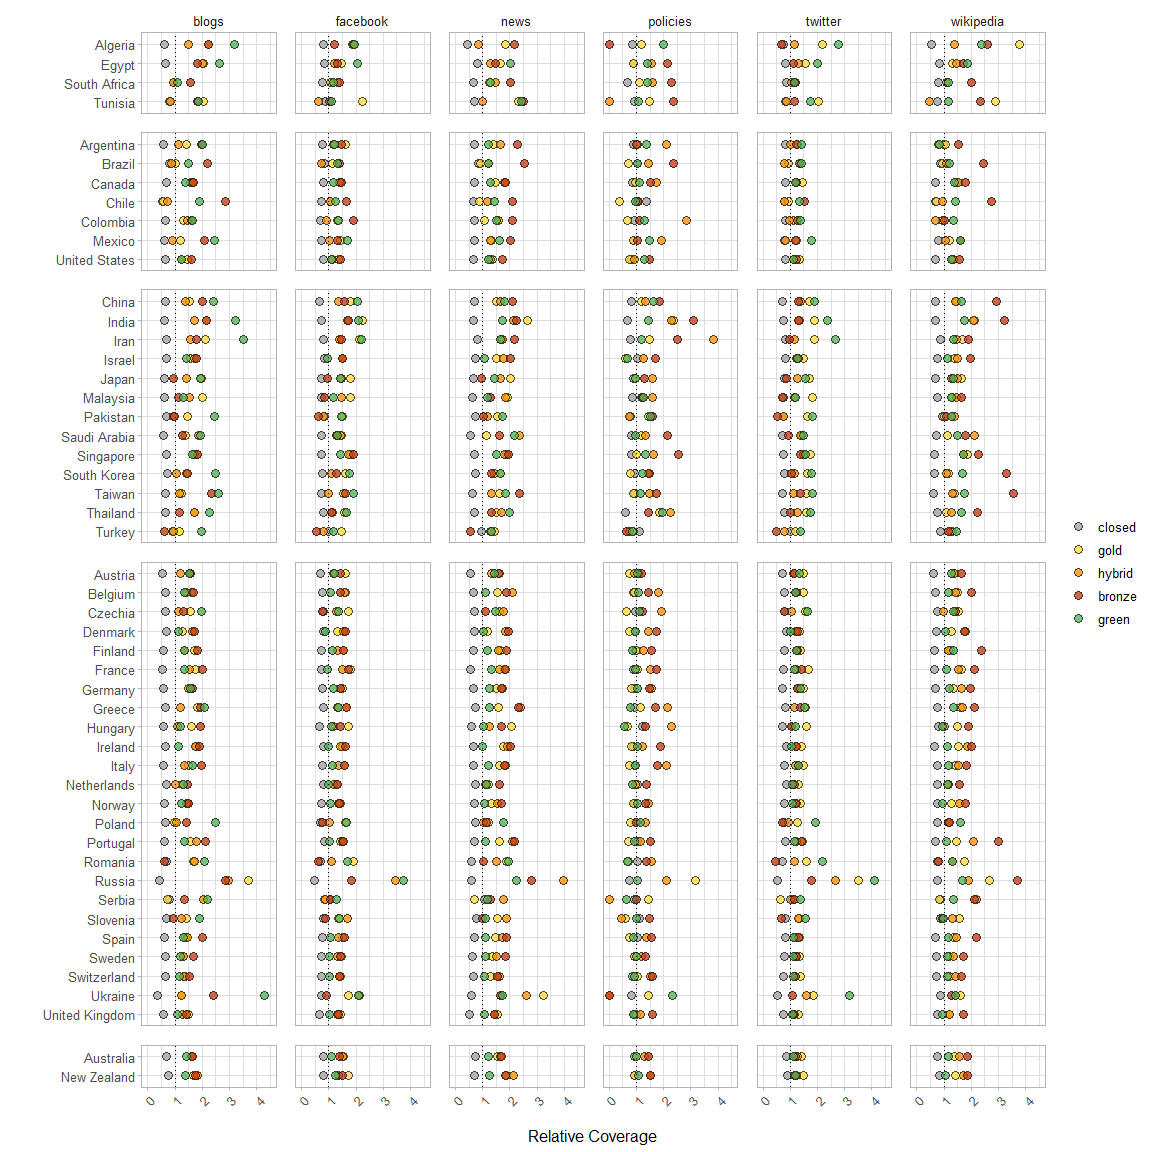 blogs facebook news policies twitter wikipedia
Algeria
Egypt
South Africa
Tunisia
Argentina
Brazil
Canada
Chile
Colombia
Mexico
United States
China
India
Iran
Israel
Japan
Malaysia
Pakistan
Saudi Arabia
Singapore
South Korea
Taiwan
Thailand
Turkey
Austria
Belgium
Czechia
Denmark
Finland
France
Germany
Greece
Hungary
Ireland
Italy
Netherlands
Norway
Poland
Portugal
Romania
Russia
Serbia
Slovenia
Spain
Sweden
Switzerland
Ukraine
United Kingdom
Australia
New Zealand
0 1 2 3 4 0 1 2 3 4 0 1 2 3 4 0 1 2 3 4 0 1 2 3 4 0 1 2 3 4
Relative Coverage
closed
gold
hybrid
bronze
green